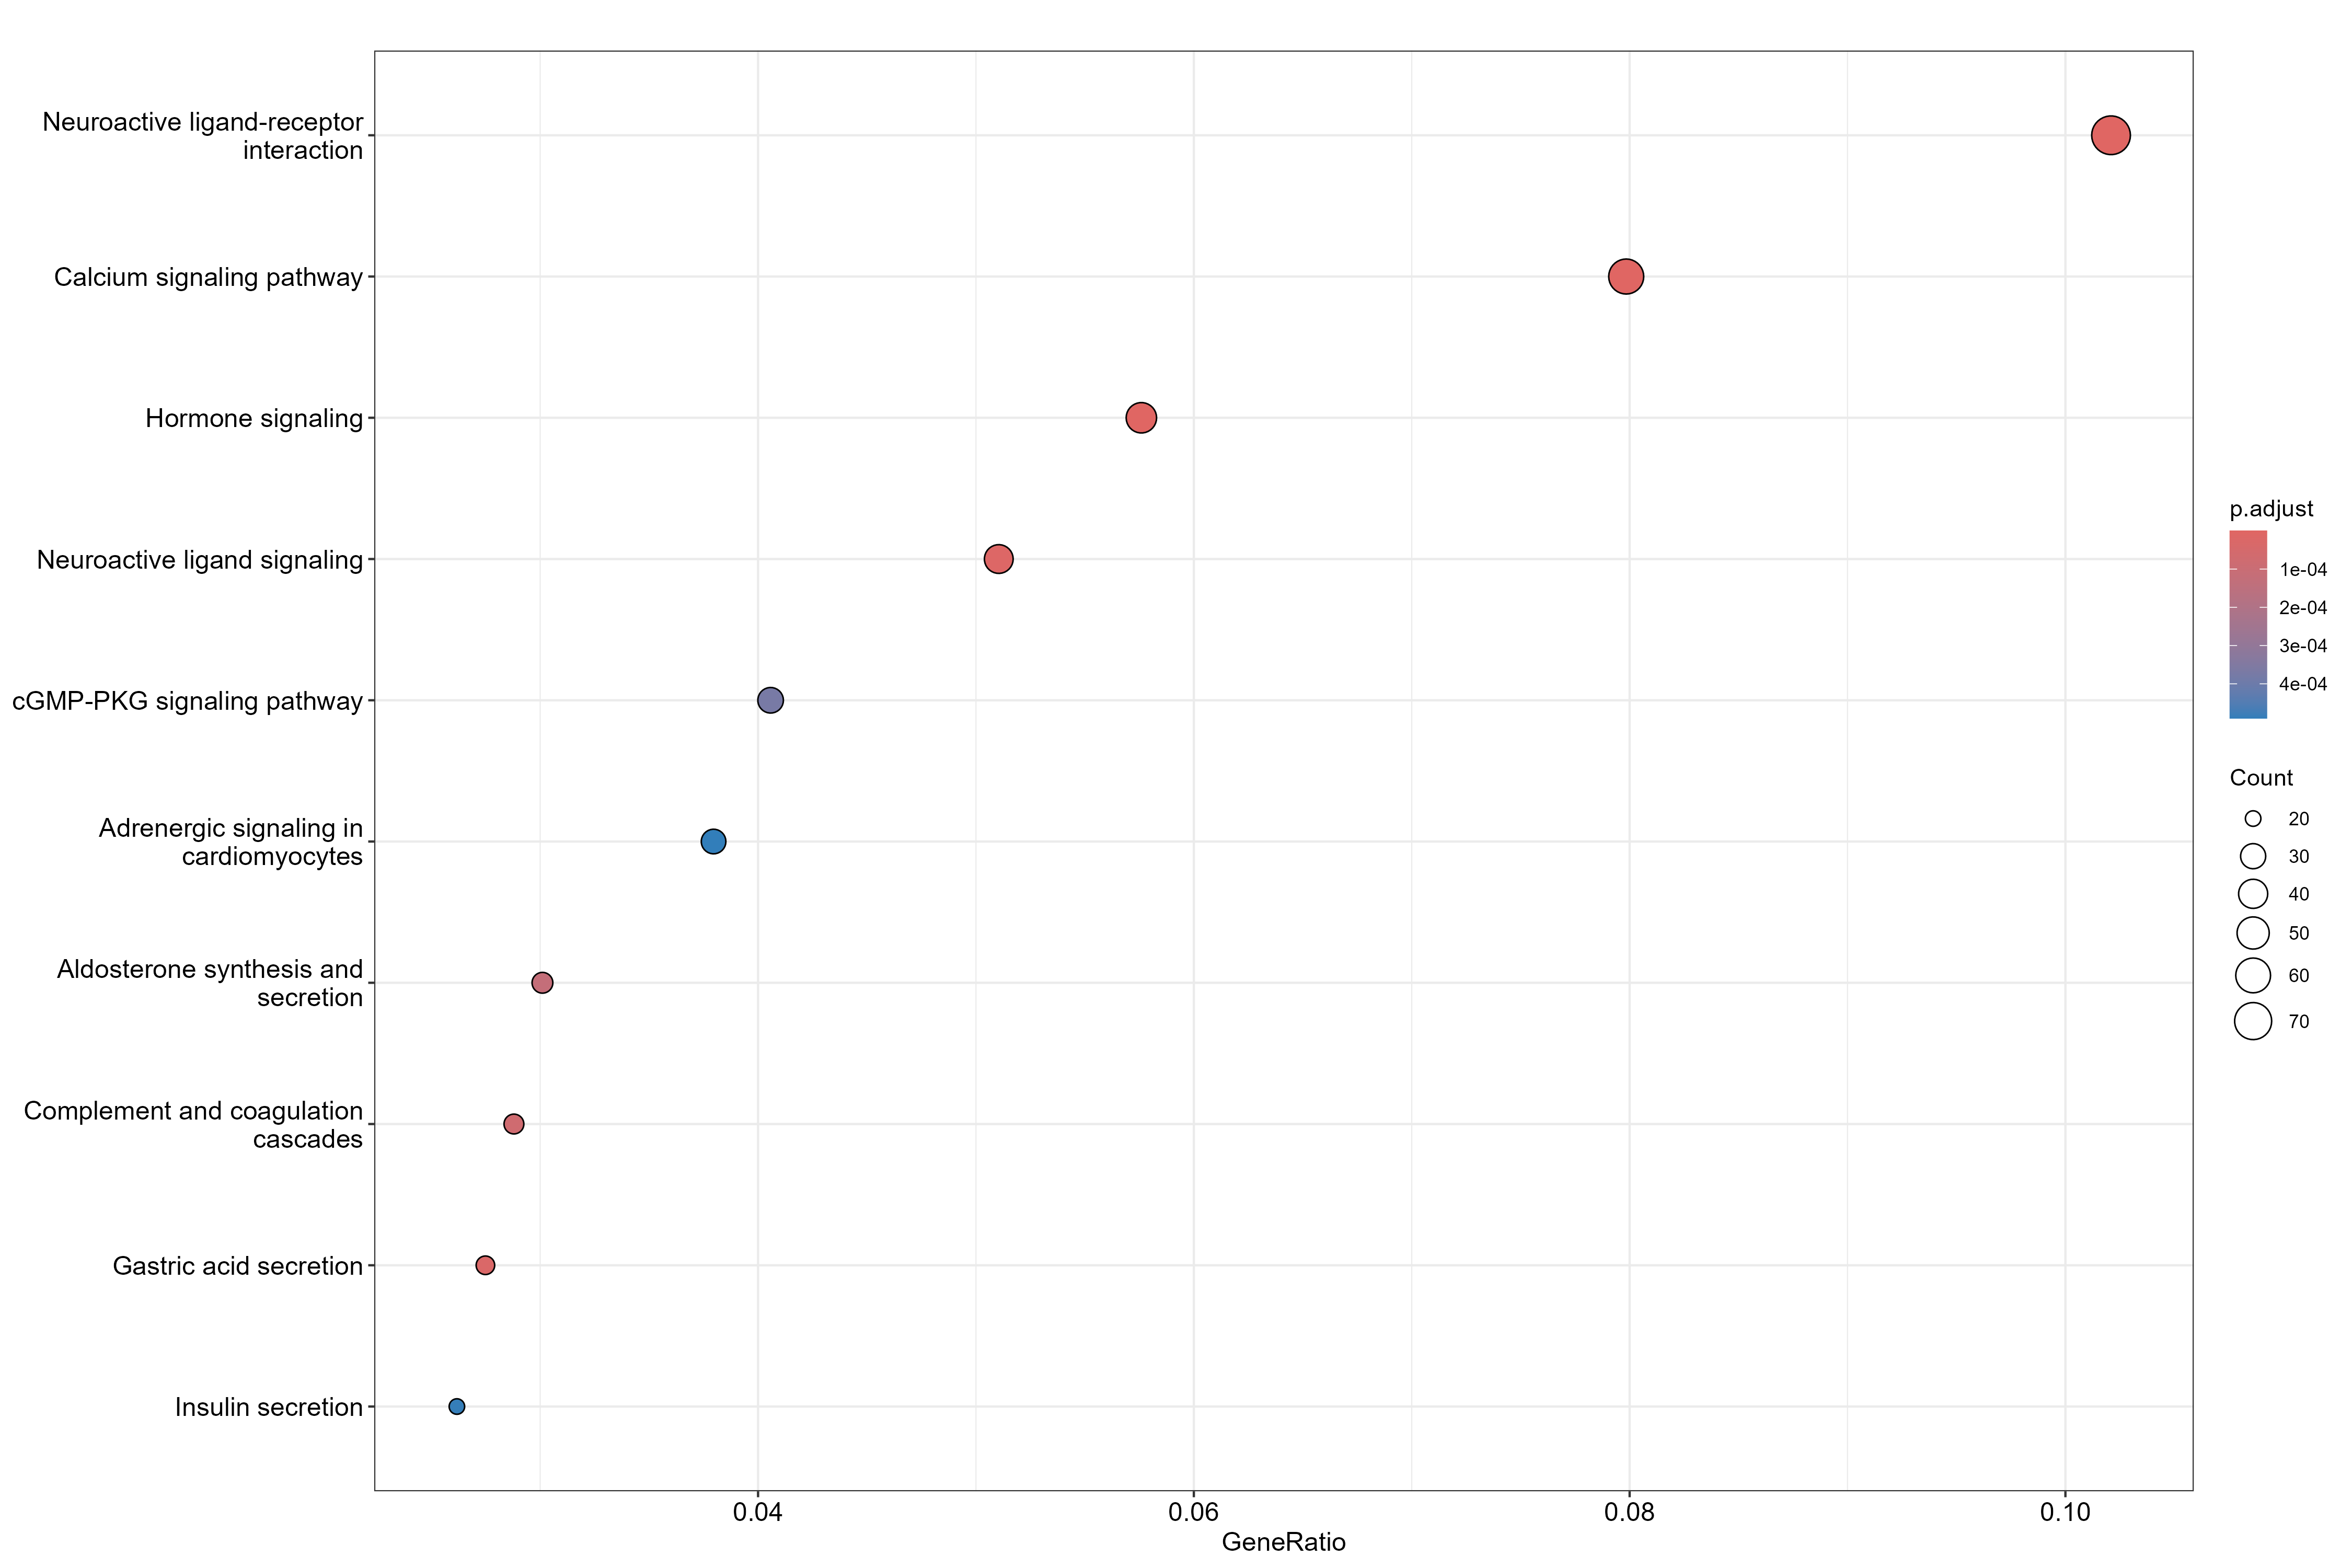 Neuroactive ligand-receptor
interaction
Calcium signaling pathway
Hormone signaling
Neuroactive ligand signaling
cGMP-PKG signaling pathway
Adrenergic signaling in
cardiomyocytes
Aldosterone synthesis and
secretion
Complement and coagulation
cascades
Gastric acid secretion
Insulin secretion
0.04
0.06
0.08
0.10
GeneRatio
p.adjust
1e-04
2e-04
3e-04
4e-04
Count
20
30
40
50
60
70